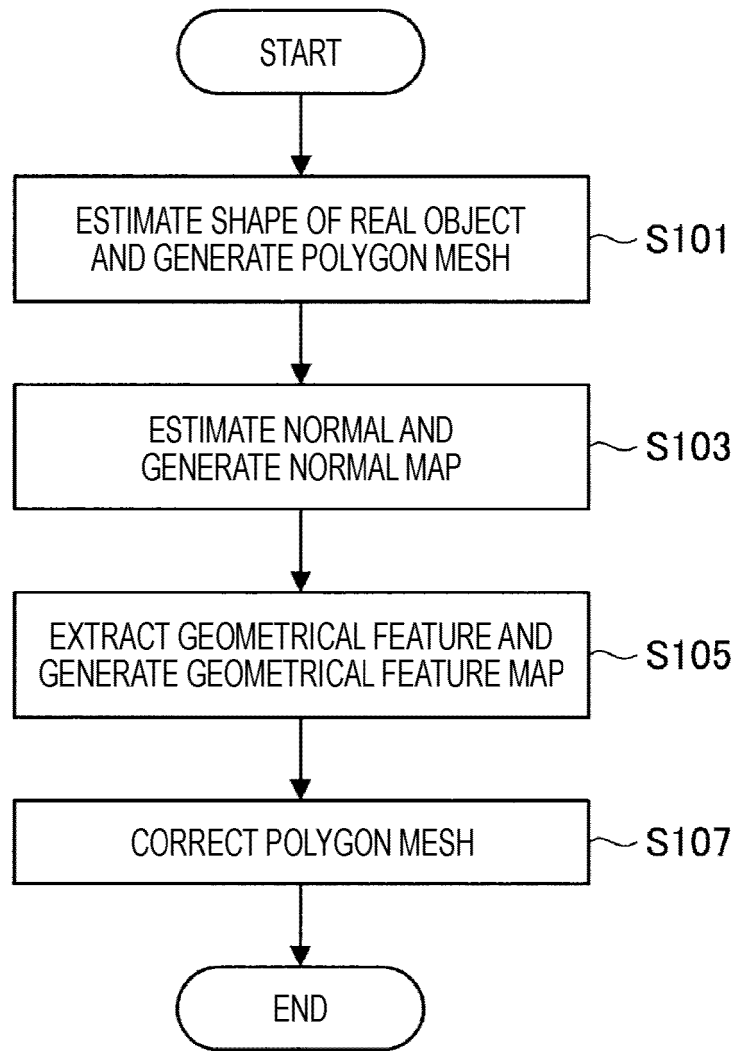 START
ESTIMATE SHAPE OF REAL OBJECT
AND GENERATE POLYGON MESH
S101
ESTIMATE NORMAL AND
GENERATE NORMAL MAP
S103
EXTRACT GEOMETRICAL FEATURE AND
GENERATE GEOMETRICAL FEATURE MAP
S105
CORRECT POLYGON MESH
S107
END